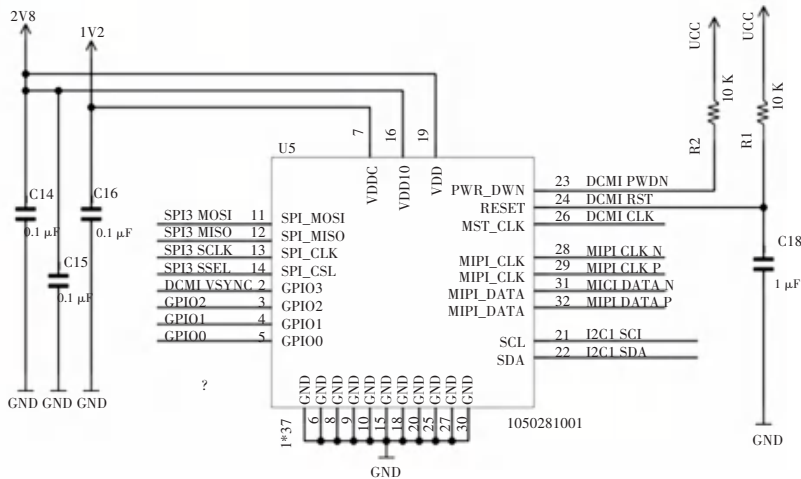 2V8
1V2
UCC
UCC
10 K
10 K
R2
R1
7
16
19
U5
VDDC
VDD10
VDD
C14
0.1 μF
C16
0.1 μF
C15
0.1 μF
SPI3 MOSI 11 SPI_MOSI
SPI3 MISO 12 SPI_MISO
SPI3 SCLK 13 SPI_CLK
SPI3 SSEL 14 SPI_CSL
DCMI VSYNC 2 GPIO3
GPIO2 3 GPIO2
GPIO1 4 GPIO1
GPIO0 5 GPIO0
PWR_DWN 23 DCMI PWDN
RESET 24 DCMI RST
MST_CLK 26 DCMI CLK
MIPI_CLK 28 MIPI CLK N
MIPI_CLK 29 MIPI CLK P
MIPI_DATA 31 MICI DATA N
MIPI_DATA 32 MIPI DATA P
SCL 21 I2C1 SCI
SDA 22 I2C1 SDA
C18
1 μF
?
GND GND GND
GND GND GND GND GND GND GND GND GND GND GND
1*37 6 8 9 10 15 18 20 25 27 30
1050281001
GND
GND